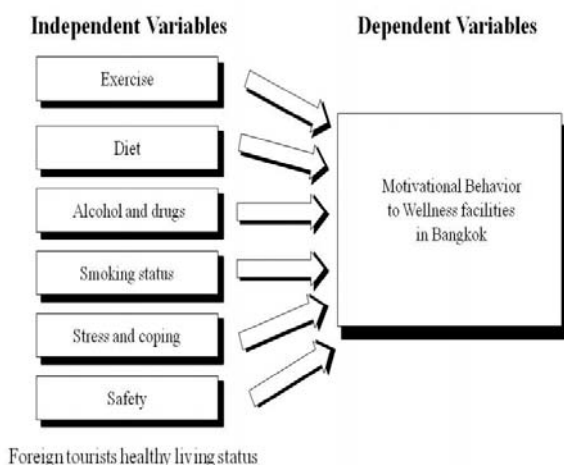 Independent Variables
Dependent Variables
Exercise
Diet
Alcohol and drugs
Smoking status
Stress and coping
Safety
Motivational Behavior
to Wellness facilities
in Bangkok
Foreign tourists healthy living status